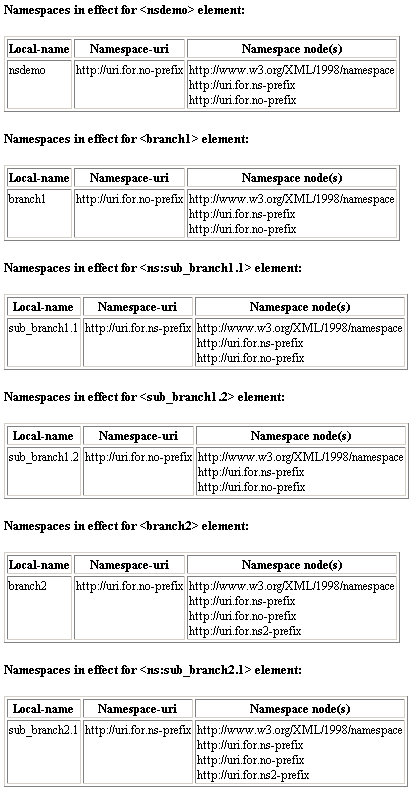 Namespaces in effect for <nsdemo> element:
Local-name Namespace-uri Namespace node(s)
nsdemo http://uri.for.no-prefix http://www.w3.org/XML/1998/namespace
http://uri.for.ns-prefix
http://uri.for.no-prefix
Namespaces in effect for <branch1> element:
Local-name Namespace-uri Namespace node(s)
branch1 http://uri.for.no-prefix http://www.w3.org/XML/1998/namespace
http://uri.for.ns-prefix
http://uri.for.no-prefix
Namespaces in effect for <ns:sub_branch1.1> element:
Local-name Namespace-uri Namespace node(s)
sub_branch1.1 http://uri.for.ns-prefix http://www.w3.org/XML/1998/namespace
http://uri.for.ns-prefix
http://uri.for.no-prefix
Namespaces in effect for <sub_branch1.2> element:
Local-name Namespace-uri Namespace node(s)
sub_branch1.2 http://uri.for.no-prefix http://www.w3.org/XML/1998/namespace
http://uri.for.ns-prefix
http://uri.for.no-prefix
Namespaces in effect for <branch2> element:
Local-name Namespace-uri Namespace node(s)
branch2 http://uri.for.no-prefix http://www.w3.org/XML/1998/namespace
http://uri.for.ns-prefix
http://uri.for.no-prefix
http://uri.for.ns2-prefix
Namespaces in effect for <ns:sub_branch2.1> element:
Local-name Namespace-uri Namespace node(s)
sub_branch2.1 http://uri.for.ns-prefix http://www.w3.org/XML/1998/namespace
http://uri.for.ns-prefix
http://uri.for.no-prefix
http://uri.for.ns2-prefix